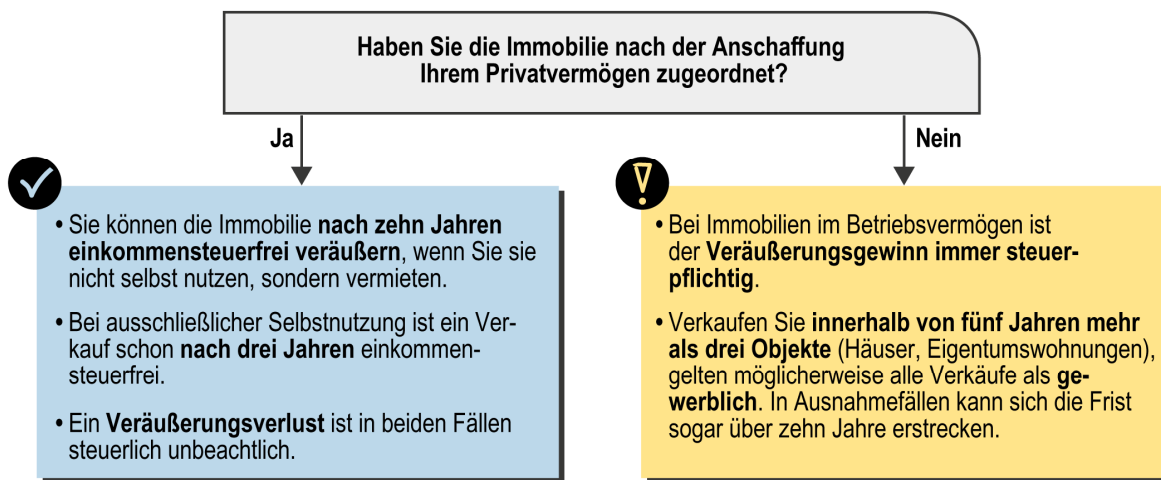 Haben Sie die Immobilie nach der Anschaffung
Ihrem Privatvermögen zugeordnet?
Ja
Nein
• Sie können die Immobilie nach zehn Jahren
einkommensteuerfrei veräußern, wenn Sie sie
nicht selbst nutzen, sondern vermieten.
• Bei ausschließlicher Selbstnutzung ist ein Ver-
kauf schon nach drei Jahren einkommen-
steuerfrei.
• Ein Veräußerungsverlust ist in beiden Fällen
steuerlich unbeachtlich.
• Bei Immobilien im Betriebsvermögen ist
der Veräußerungsgewinn immer steuer-
pflichtig.
• Verkaufen Sie innerhalb von fünf Jahren mehr
als drei Objekte (Häuser, Eigentumswohnungen),
gelten möglicherweise alle Verkäufe als ge-
werblich. In Ausnahmefällen kann sich die Frist
sogar über zehn Jahre erstrecken.